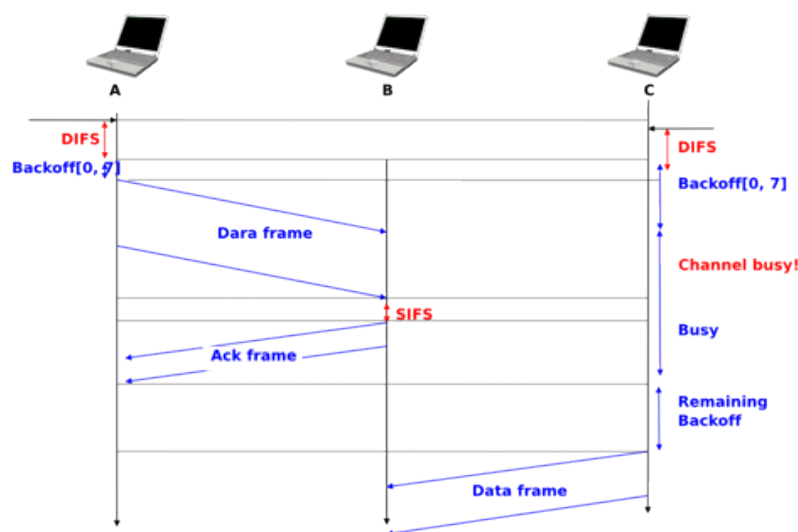 A
B
C
DIFS
DIFS
Backoff[0, 7]
Backoff[0, 7]
Dara frame
Channel busy!
SIFS
Busy
Ack frame
Remaining
Backoff
Data frame